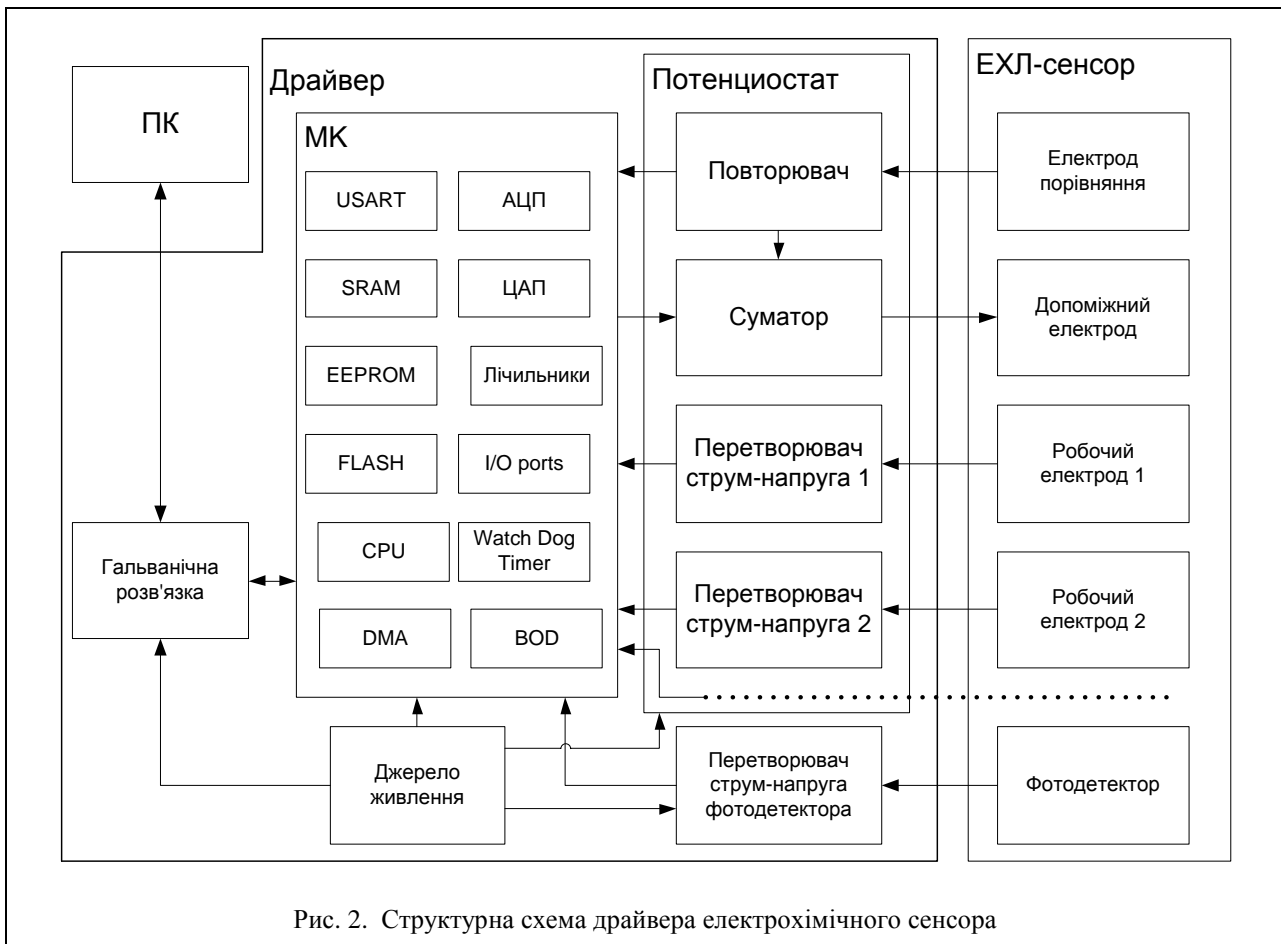 ПК
Драйвер
МК
USART
АЦП
SRAM
ЦАП
EEPROM
Лічильники
FLASH
I/O ports
CPU
Watch Dog
Timer
DMA
BOD
Гальванічна
розв'язка
Джерело
живлення
Потенциостат
Повторювач
Суматор
Перетворювач
струм-напруга 1
Перетворювач
струм-напруга 2
Перетворювач
струм-напруга
фотодетектора
ЕХЛ-сенсор
Електрод
порівняння
Допоміжний
електрод
Робочий
електрод 1
Робочий
електрод 2
Фотодетектор
Рис. 2. Структурна схема драйвера електрохімічного сенсора